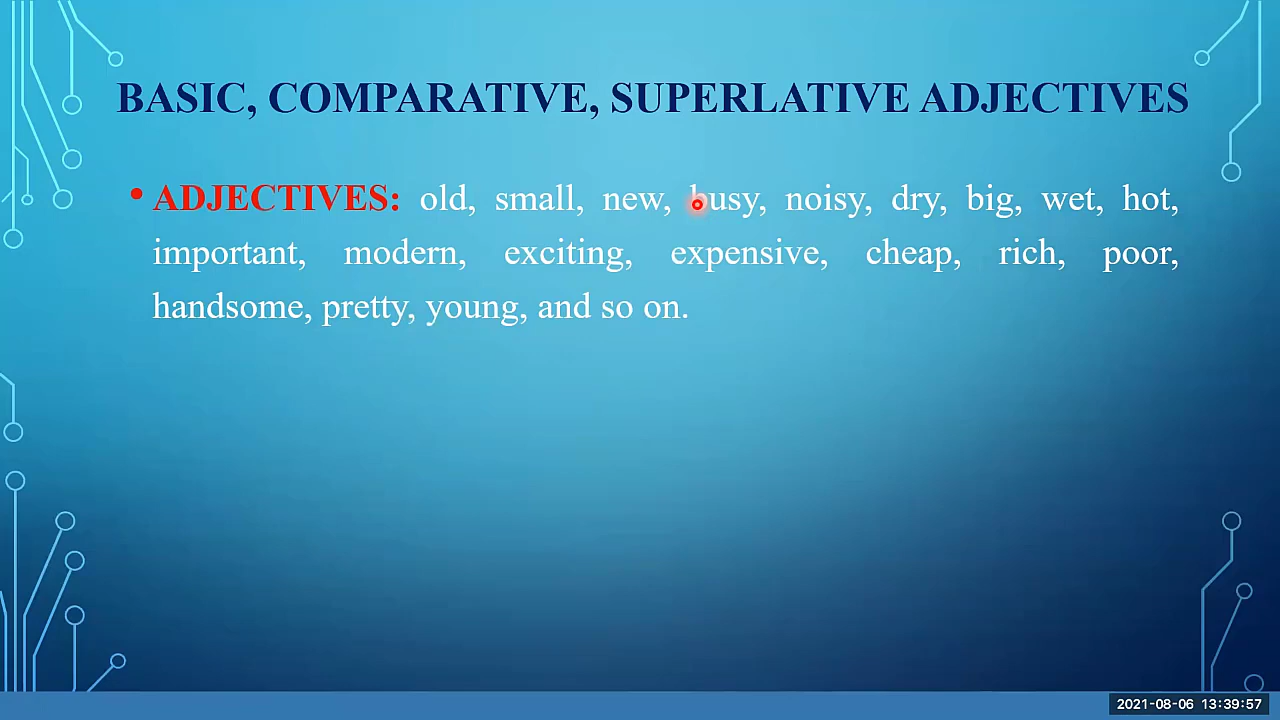 BASIC, COMPARATIVE, SUPERLATIVE ADJECTIVES
• ADJECTIVES: old, small, new, busy, noisy, dry, big, wet, hot,
important, modern, exciting, expensive, cheap, rich, poor,
handsome, pretty, young, and so on.
2021-08-06 13:39:57